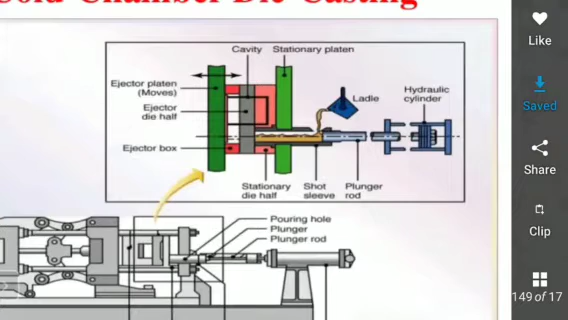 Cold Chamber Die Casting
Cavity
Stationary platen
Ejector platen
(Moves)
Ejector
die half
Ejector box
Ladle
Hydraulic
cylinder
Stationary
die half
Shot
sleeve
Plunger
rod
Pouring hole
Plunger
Plunger rod
Like
Saved
Share
Clip
149 of 17